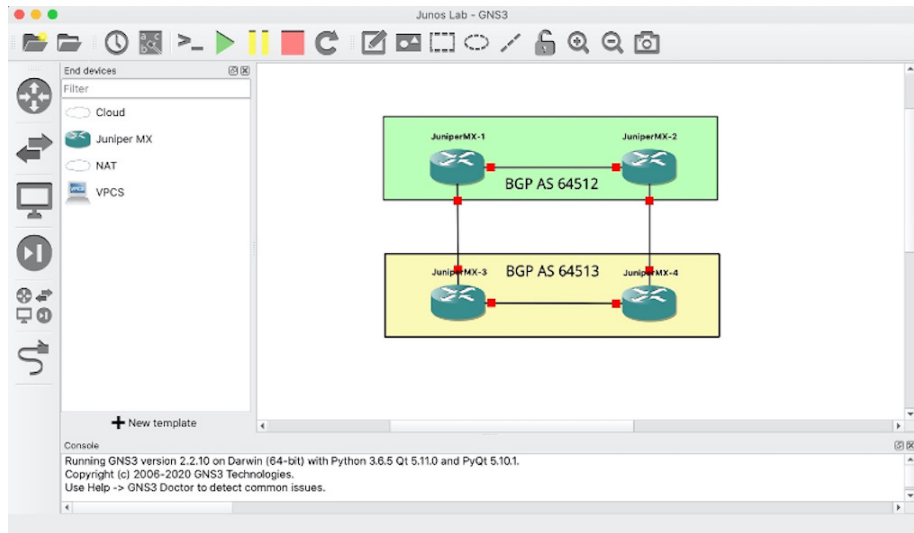 Junos Lab - GNS3
End devices
Filter
Cloud
Juniper MX
NAT
VPCS
New template
JuniperMX-1
JuniperMX-2
BGP AS 64512
JuniperMX-3
BGP AS 64513
JuniperMX-4
Console
Running GNS3 version 2.2.10 on Darwin (64-bit) with Python 3.6.5 Qt 5.11.0 and PyQt 5.10.1.
Copyright (c) 2006-2020 GNS3 Technologies.
Use Help -> GNS3 Doctor to detect common issues.